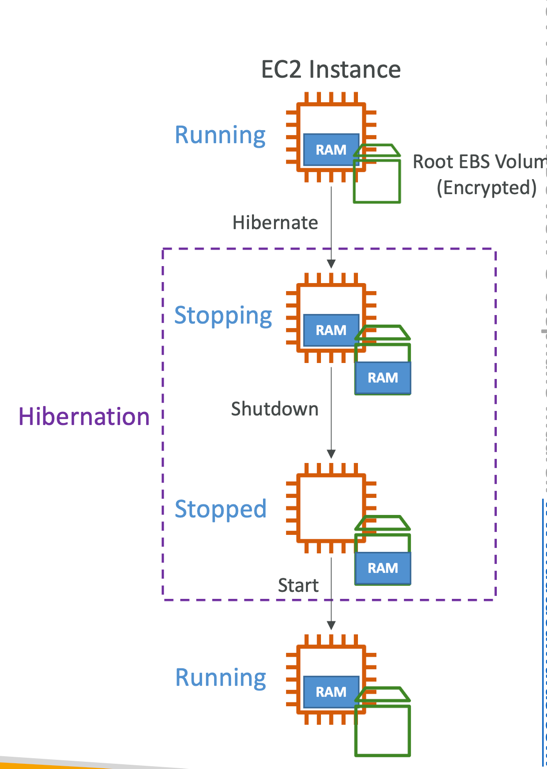 EC2 Instance
Running
RAM
Root EBS Volum
(Encrypted)
Hibernate
Stopping
RAM
RAM
Hibernation
Shutdown
Stopped
RAM
Start
Running
RAM